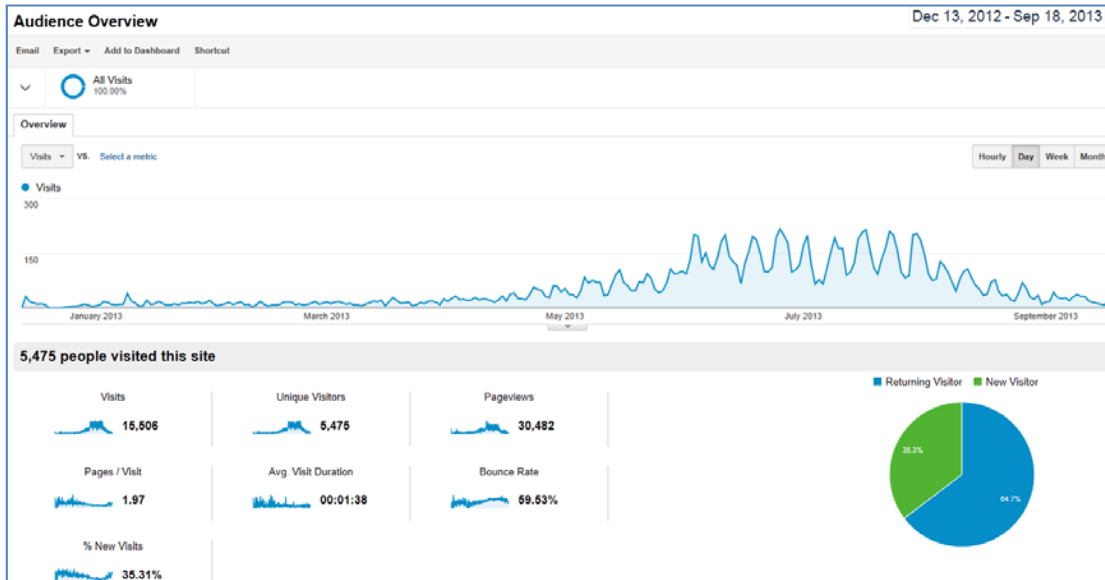 Audience Overview
Dec 13, 2012 - Sep 18, 2013
Email Export Add to Dashboard Shortcut
All Visits
100.00%
Overview
Visits VS. Select a metric
Hourly Day Week Month
Visits
300
150
January 2013 March 2013 May 2013 July 2013 September 2013
5,475 people visited this site
Returning Visitor New Visitor
Visits Unique Visitors Pageviews
15,506 5,475 30,482
35.3%
64.7%
Pages / Visit Avg. Visit Duration Bounce Rate
1.97 00:01:38 59.53%
% New Visits
35.31%